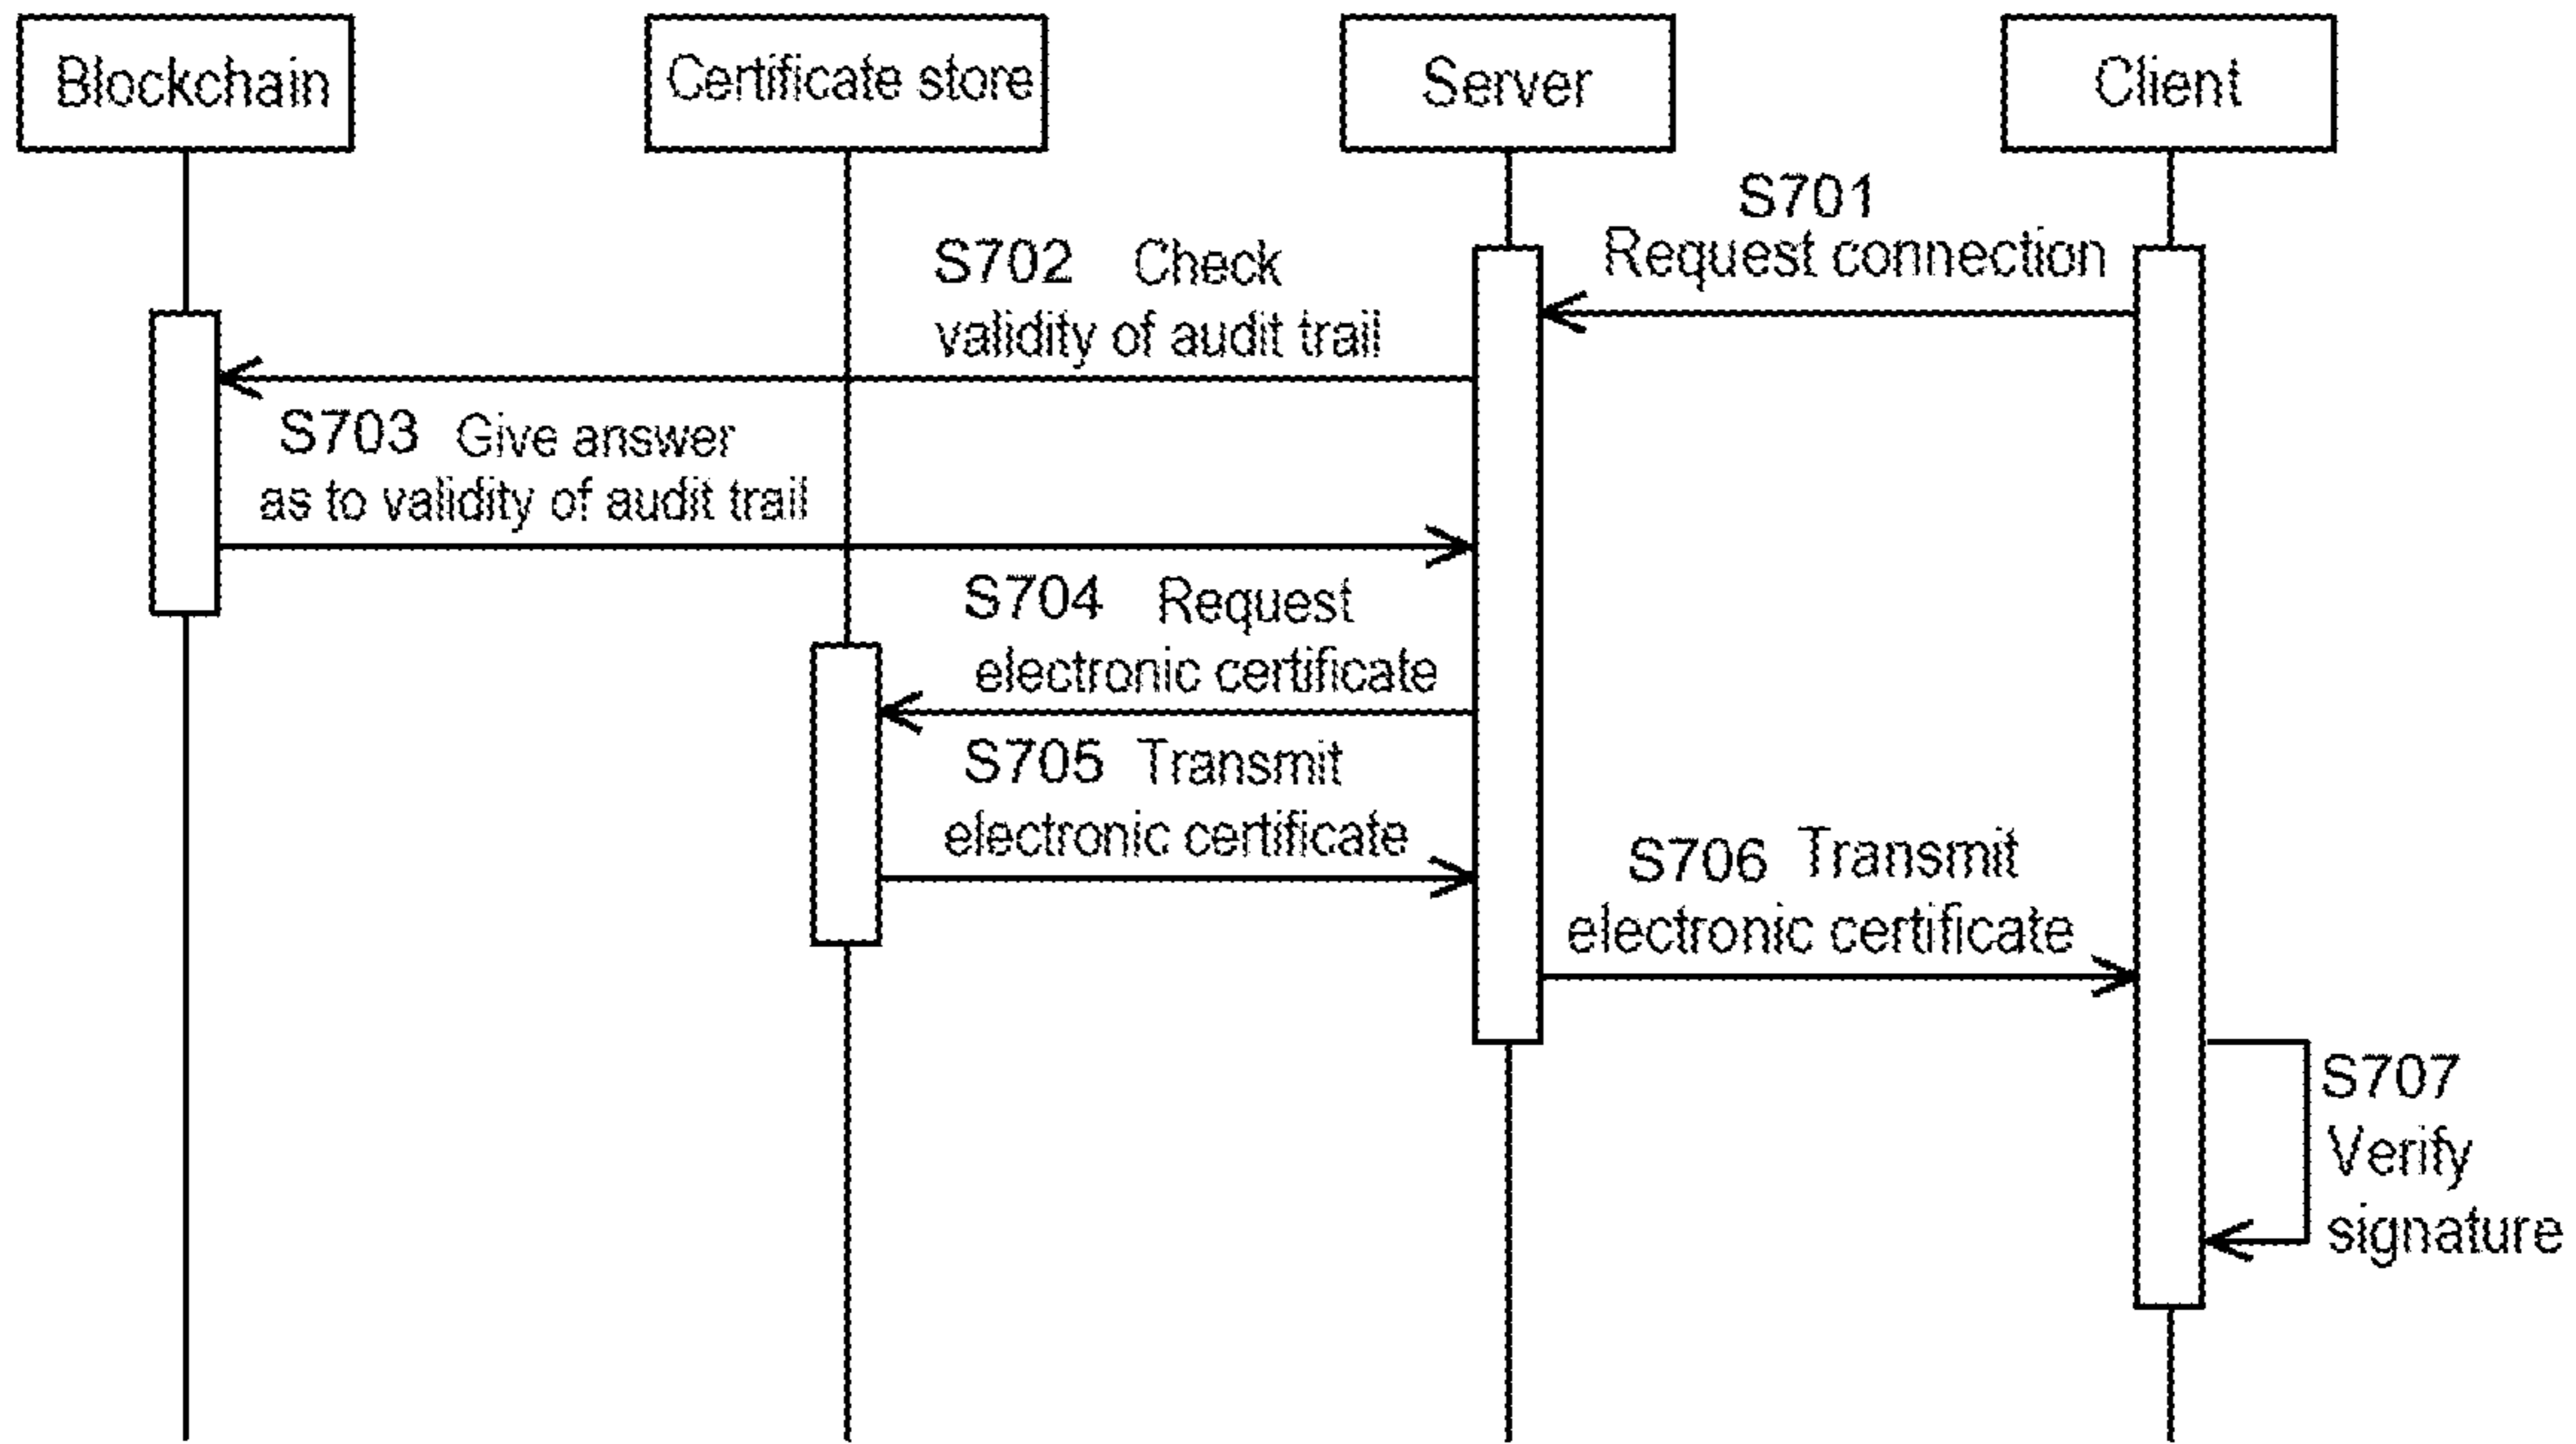 Blockchain
Certificate store
Server
Client
S701
Request connection
S702 Check
validity of audit trail
S703 Give answer
as to validity of audit trail
S704 Request
electronic certificate
S705 Transmit
electronic certificate
S706 Transmit
electronic certificate
S707
Verify
signature